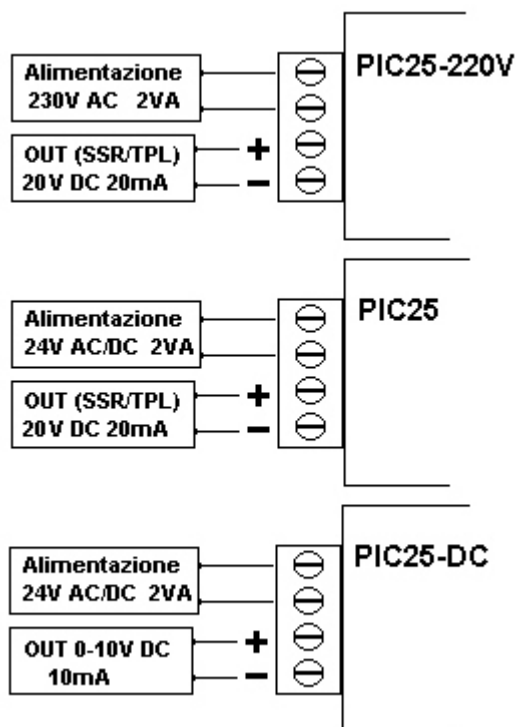 PIC25-220V
Alimentazione
230V AC 2VA
OUT (SSR/TPL)
20V DC 20mA
+
-
PIC25
Alimentazione
24V AC/DC 2VA
OUT (SSR/TPL)
20V DC 20mA
+
-
PIC25-DC
Alimentazione
24V AC/DC 2VA
OUT 0-10V DC
10mA
+
-